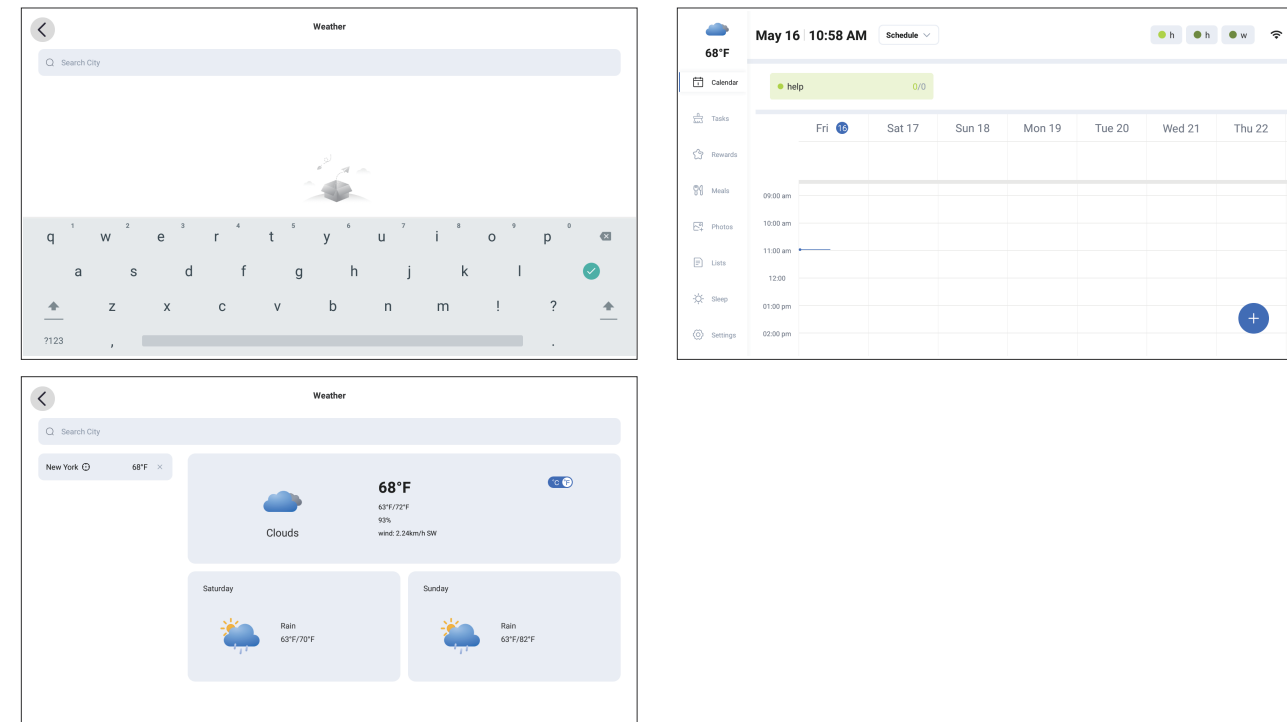 Weather
Search City
1 2 3 4 5 6 7 8 9 0
q w e r t y u i o p
a s d f g h j k l
z x c v b n m ! ?
?123 , .
68°F
May 16 10:58 AM Schedule h h w
Calendar
Tasks
Rewards
Meals
Photos
Lists
Sleep
Settings
help 0/0
Fri 16 Sat 17 Sun 18 Mon 19 Tue 20 Wed 21 Thu 22
09:00 am
10:00 am
11:00 am
12:00
01:00 pm
02:00 pm
Weather
Search City
New York 68°F
Clouds
68°F
63°F/72°F
93%
wind: 2.24km/h SW
°C °F
Saturday
Rain
63°F/70°F
Sunday
Rain
63°F/82°F